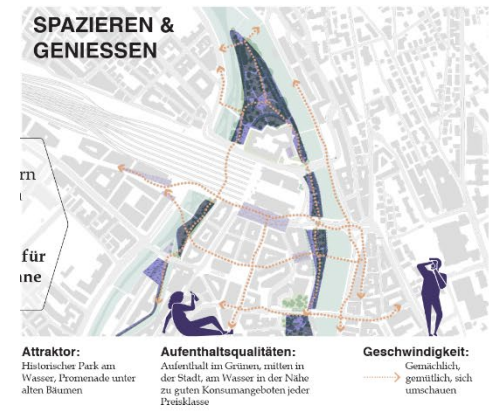 SPAZIEREN &
GENIESSEN
rn
für
nne
Attraktor:
Historischer Park am
Wasser, Promenade unter
alten Bäumen
Aufenthaltsqualitäten:
Aufenthalt im Grünen, mitten in
der Stadt, am Wasser in der Nähe
zu guten Konsumangeboten jeder
Preisklasse
Geschwindigkeit:
Gemächlich,
gemütlich, sich
umschauen